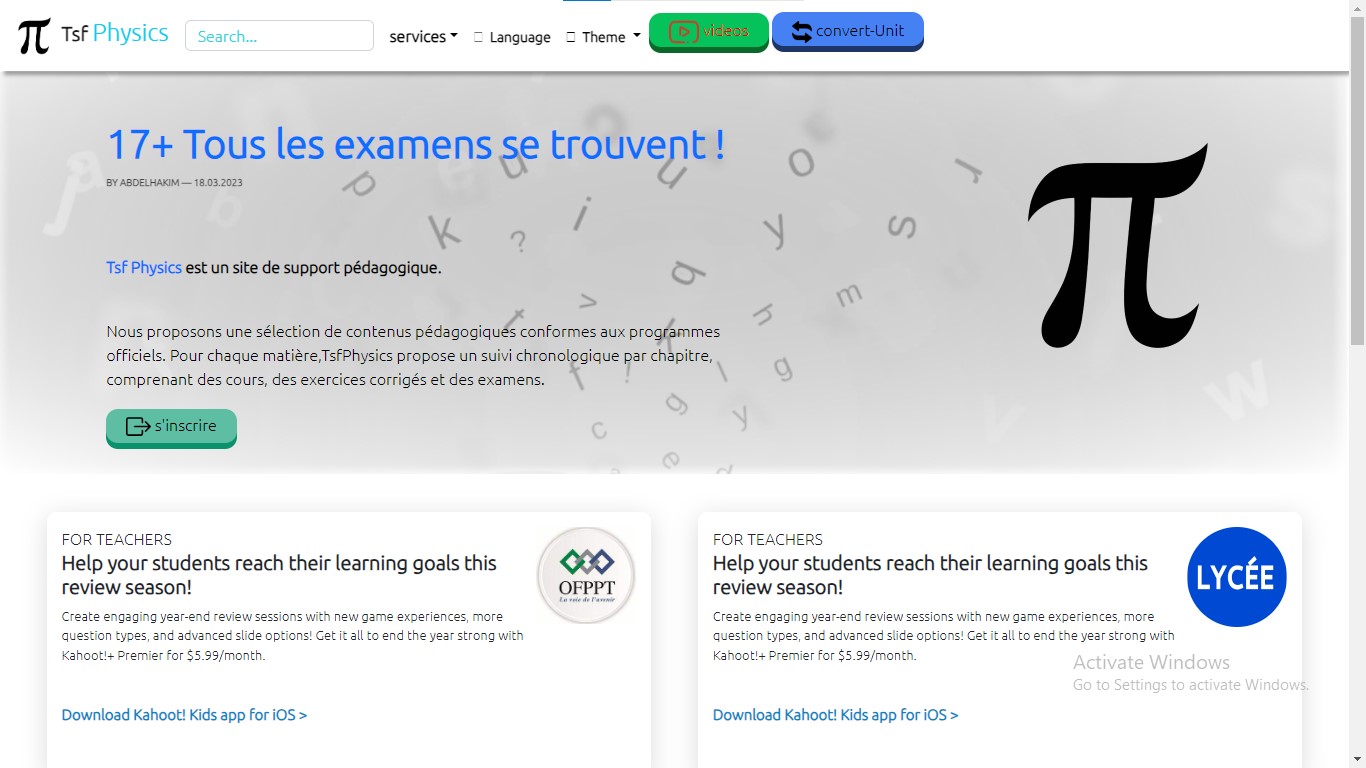 π Tsf Physics Search... services Language Theme videos convert-Unit
17+ Tous les examens se trouvent !
BY ABDELHAKIM — 18.03.2023
Tsf Physics est un site de support pédagogique.
Nous proposons une sélection de contenus pédagogiques conformes aux programmes
officiels. Pour chaque matière,TsfPhysics propose un suivi chronologique par chapitre,
comprenant des cours, des exercices corrigés et des examens.
s'inscrire
π
FOR TEACHERS
Help your students reach their learning goals this
review season!
Create engaging year-end review sessions with new game experiences, more
question types, and advanced slide options! Get it all to end the year strong with
Kahoot!+ Premier for $5.99/month.
Download Kahoot! Kids app for iOS >
OFPPT
La voie de l'avenir
FOR TEACHERS
Help your students reach their learning goals this
review season!
Create engaging year-end review sessions with new game experiences, more
question types, and advanced slide options! Get it all to end the year strong with
Kahoot!+ Premier for $5.99/month.
Download Kahoot! Kids app for iOS >
LYCÉE
Activate Windows
Go to Settings to activate Windows.